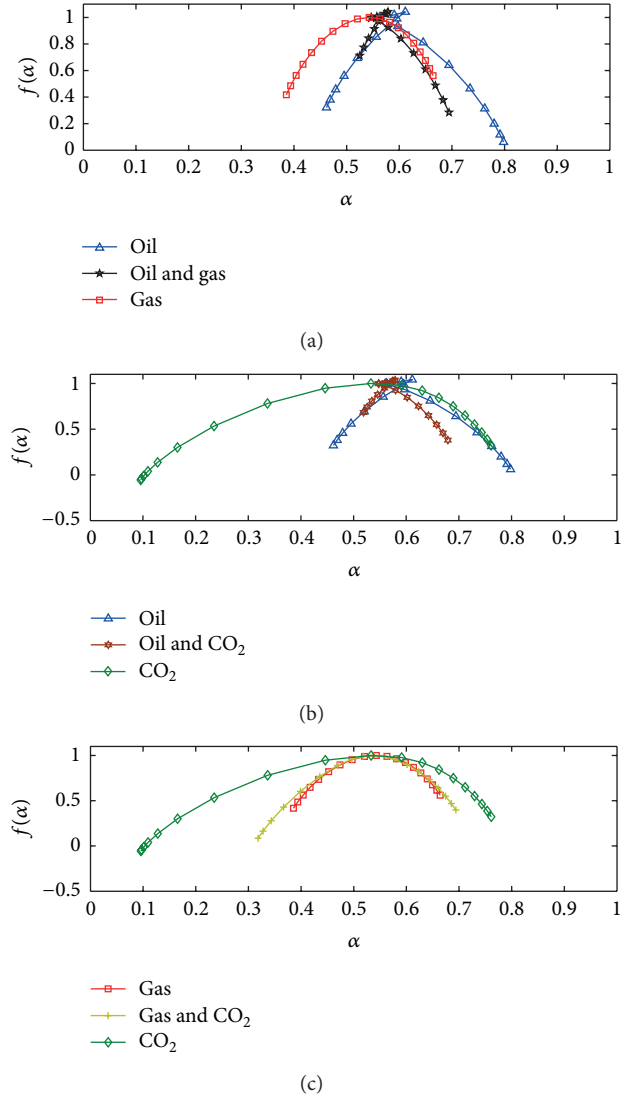 1
0.8
0.6
0.4
0.2
0
f(α)
0 0.1 0.2 0.3 0.4 0.5 0.6 0.7 0.8 0.9 1
α
Oil
Oil and gas
Gas
(a)
1
0.5
0
−0.5
f(α)
0 0.1 0.2 0.3 0.4 0.5 0.6 0.7 0.8 0.9 1
α
Oil
Oil and CO₂
CO₂
(b)
1
0.5
0
−0.5
f(α)
0 0.1 0.2 0.3 0.4 0.5 0.6 0.7 0.8 0.9 1
α
Gas
Gas and CO₂
CO₂
(c)